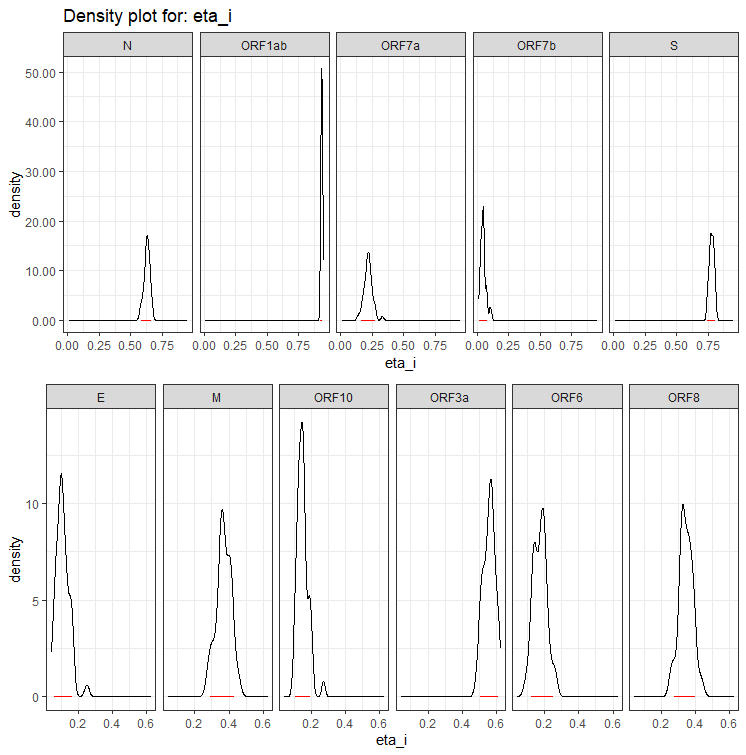 Density plot for: eta_i
N ORF1ab ORF7a ORF7b S
50.00
40.00
30.00
20.00
10.00
0.00
density
0.00 0.25 0.50 0.75 0.00 0.25 0.50 0.75 0.00 0.25 0.50 0.75 0.00 0.25 0.50 0.75 0.00 0.25 0.50 0.75
eta_i
E M ORF10 ORF3a ORF6 ORF8
10
5
0
density
0.2 0.4 0.6 0.2 0.4 0.6 0.2 0.4 0.6 0.2 0.4 0.6 0.2 0.4 0.6 0.2 0.4 0.6
eta_i